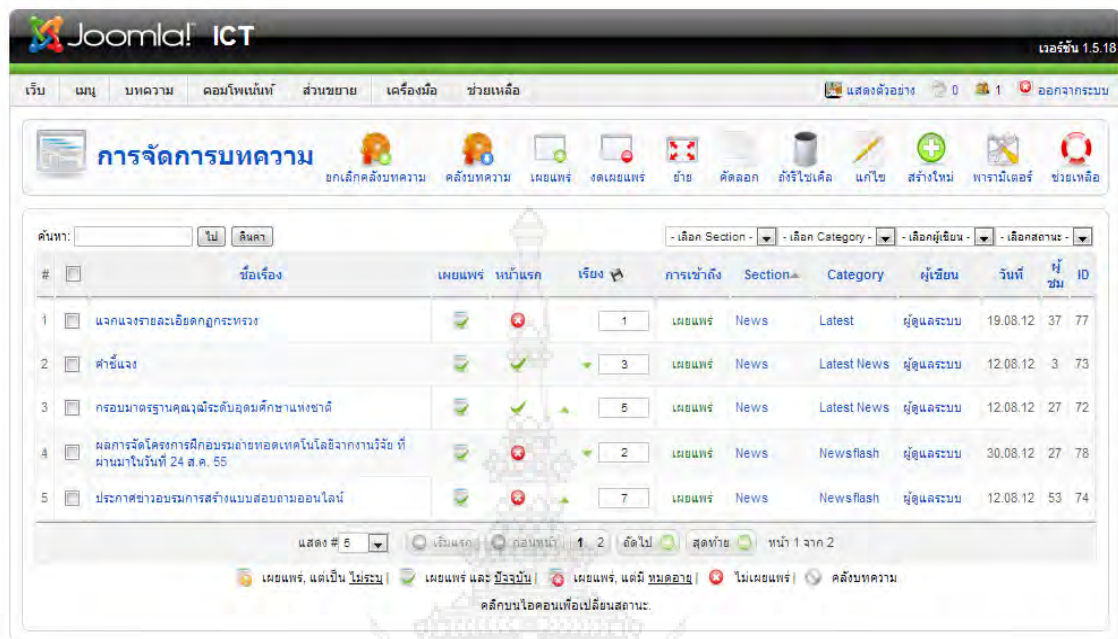 Joomla! ICT
เวอร์ชัน 1.5.18
เว็บ เมนู บทความ คอมโพเน้นท์ ส่วนขยาย เครื่องมือ ช่วยเหลือ แสดงตัวอย่าง 0 1 ออกจากระบบ
การจัดการบทความ ยกเลิกคลังบทความ คลังบทความ เผยแพร่ งดเผยแพร่ ย้าย คัดลอก ถังรีไซเคิล แก้ไข สร้างใหม่ พารามิเตอร์ ช่วยเหลือ
ค้นหา: ไป คืนค่า - เลือก Section - - เลือก Category - - เลือกผู้เขียน - - เลือกสถานะ -
# ชื่อเรื่อง เผยแพร่ หน้าแรก เรียง การเข้าถึง Section Category ผู้เขียน วันที่ ผู้ชม ID
1 แจกแจงรายละเอียดกฎกระทรวง 1 เผยแพร่ News Latest ผู้ดูแลระบบ 19.08.12 37 77
2 คำชี้แจง 3 เผยแพร่ News Latest News ผู้ดูแลระบบ 12.08.12 3 73
3 กรอบมาตรฐานคุณวุฒิระดับอุดมศึกษาแห่งชาติ 5 เผยแพร่ News Latest News ผู้ดูแลระบบ 12.08.12 27 72
4 ผลการจัดโครงการฝึกอบรมถ่ายทอดเทคโนโลยีจากงานวิจัย ที่
ผ่านมาในวันที่ 24 ส.ค. 55 2 เผยแพร่ News Newsflash ผู้ดูแลระบบ 30.08.12 27 78
5 ประกาศข่าวอบรมการสร้างแบบสอบถามออนไลน์ 7 เผยแพร่ News Newsflash ผู้ดูแลระบบ 12.08.12 53 74
แสดง # 5 เริ่มแรก ก่อนหน้า 1 2 ถัดไป สุดท้าย หน้า 1 จาก 2
เผยแพร่, แต่เป็น ไม่ระบุ | เผยแพร่ และ ปัจจุบัน | เผยแพร่, แต่มี หมดอายุ | ไม่เผยแพร่ | คลังบทความ
คลิกบนไอคอนเพื่อเปลี่ยนสถานะ.